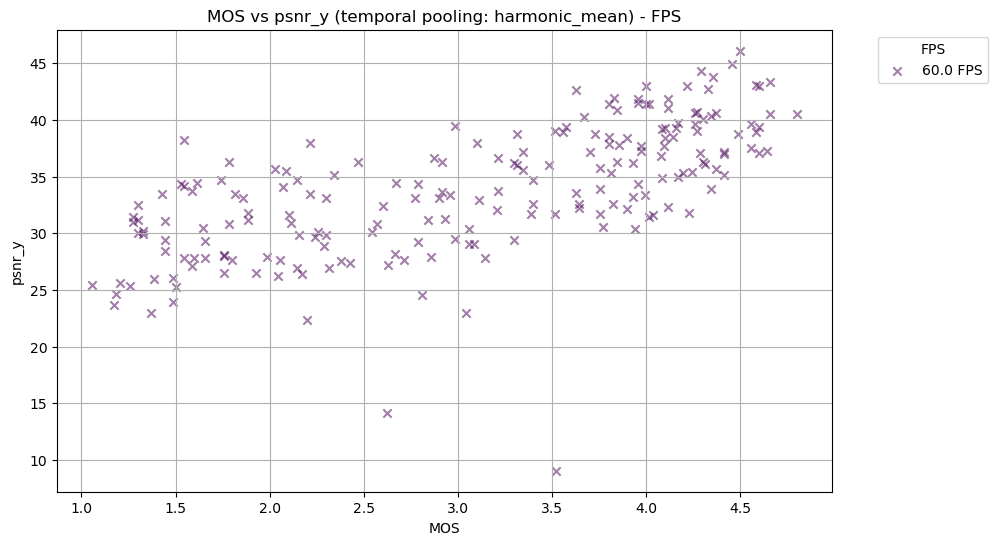 MOS vs psnr_y (temporal pooling: harmonic_mean) - FPS
FPS
60.0 FPS
psnr_y
45
40
35
30
25
20
15
10
1.0 1.5 2.0 2.5 3.0 3.5 4.0 4.5
MOS